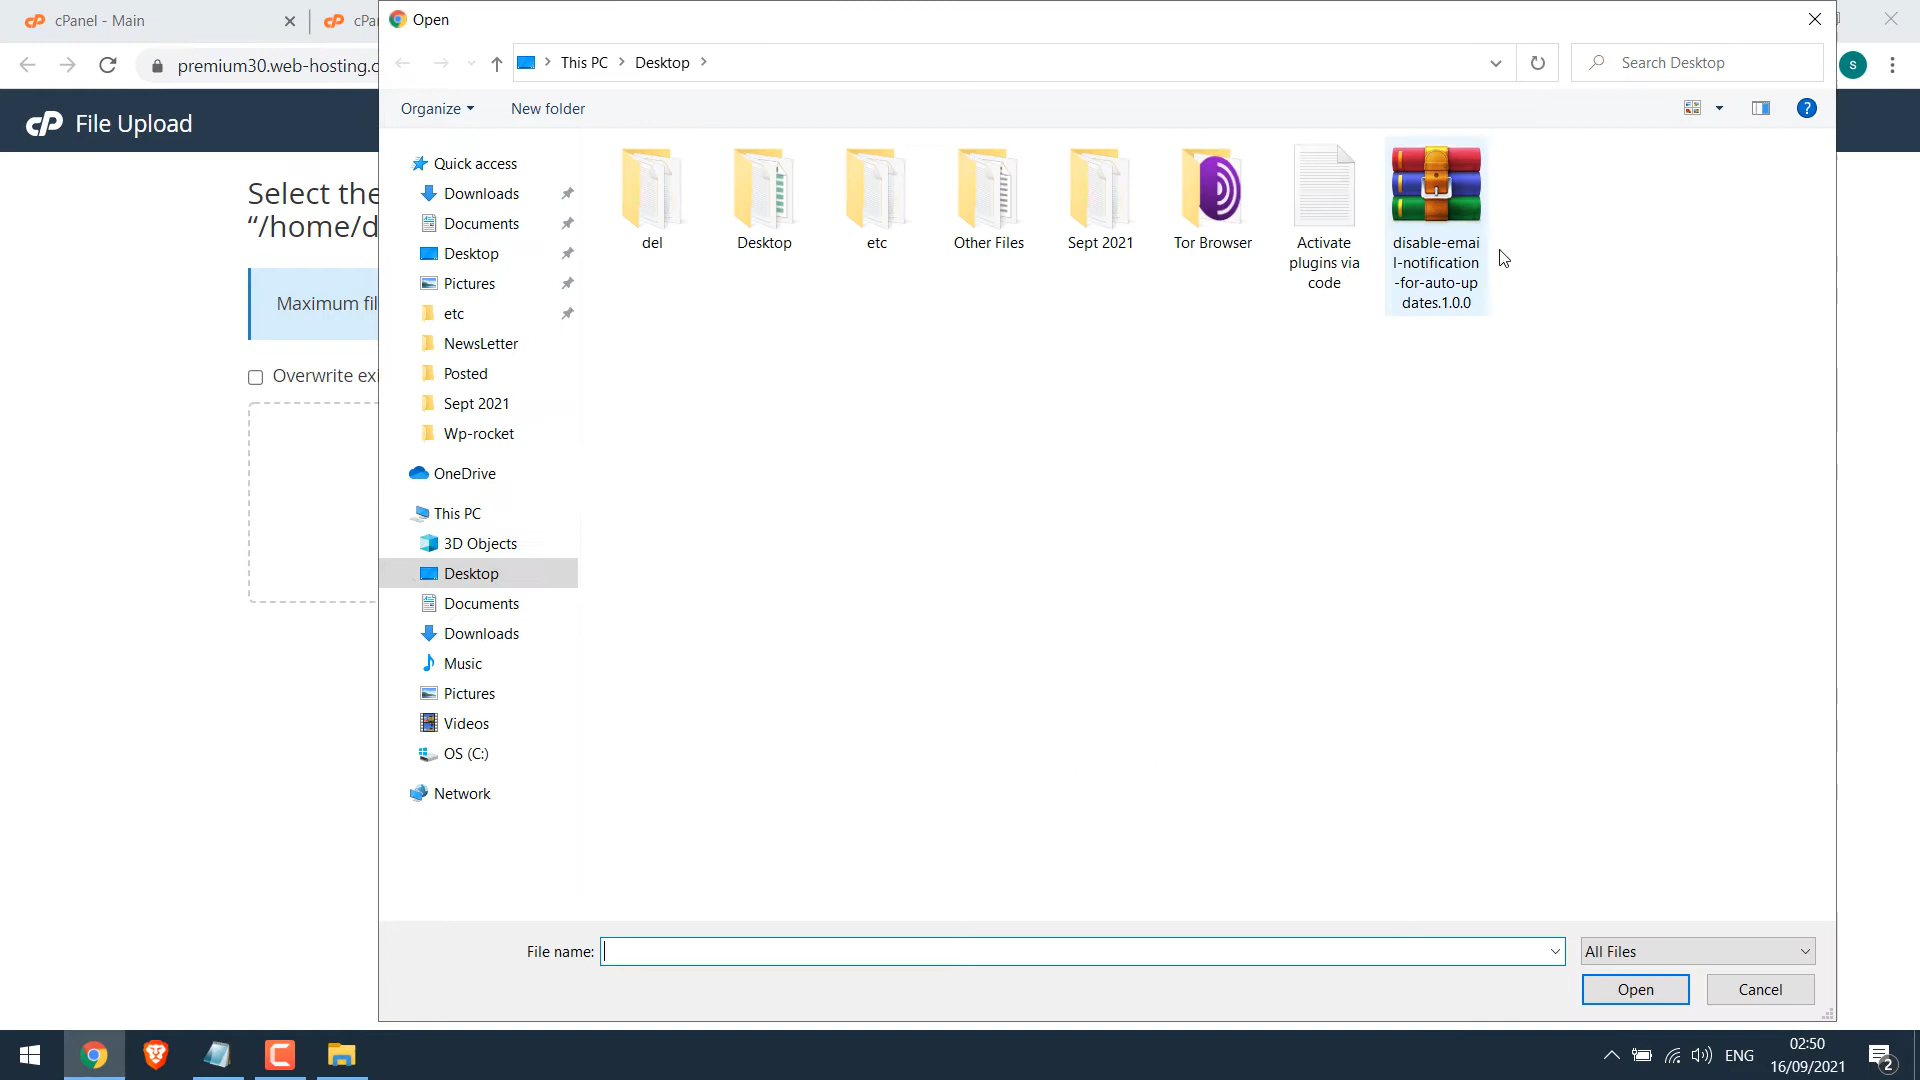 cPanel - Main
cPa
Open
premium30.web-hosting.c
This PC
Desktop
Search Desktop
s
File Upload
Organize
New folder
?
Select the
“/home/d
Maximum fil
Overwrite exi
Quick access
Downloads
Documents
Desktop
Pictures
etc
NewsLetter
Posted
Sept 2021
Wp-rocket
OneDrive
This PC
3D Objects
Desktop
Documents
Downloads
Music
Pictures
Videos
OS (C:)
Network
del
Desktop
etc
Other Files
Sept 2021
Tor Browser
Activate
plugins via
code
disable-emai
l-notification
-for-auto-up
dates.1.0.0
File name:
All Files
Open
Cancel
ENG
02:50
16/09/2021
2